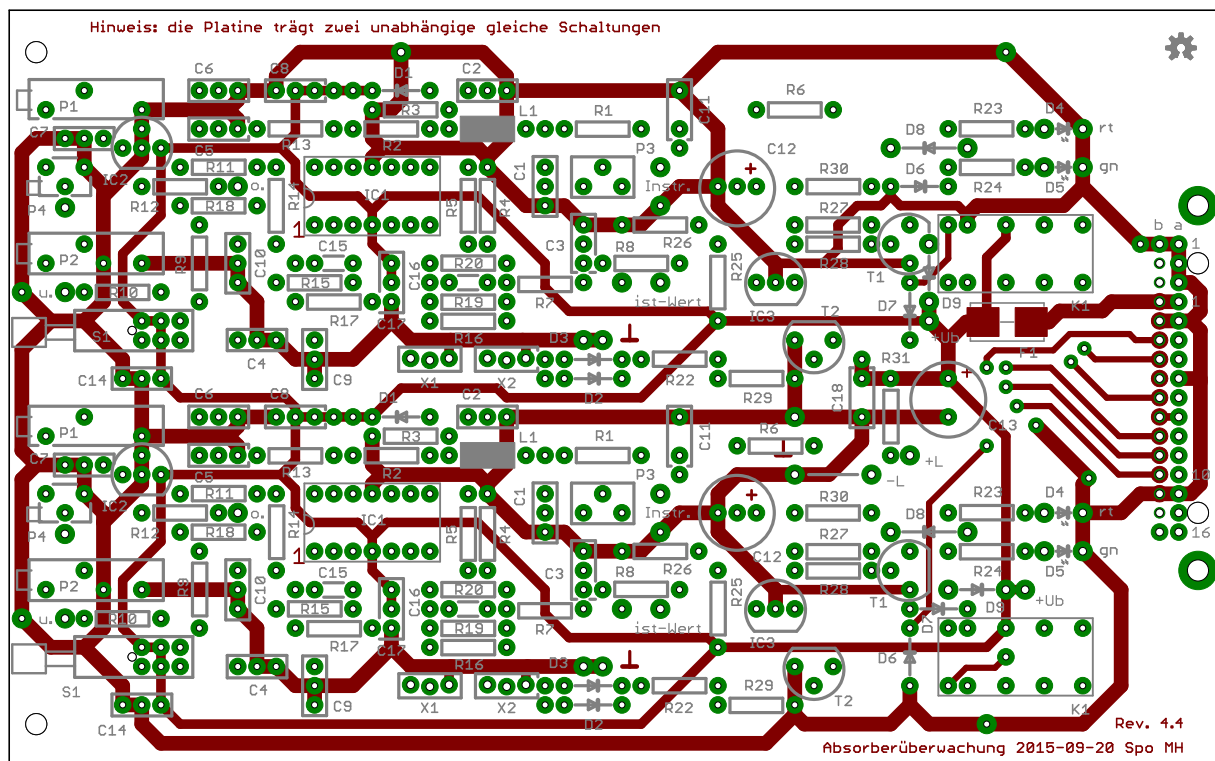 Hinweis: die Platine trägt zwei unabhängige gleiche Schaltungen
C6 C8 D1 C2 R6
P1 R3 L1 R1 C11 R23 D4 rt
C7 R13 R2 P3 D8
C5 R11 C1 C12 R30 D6 gn
IC2 o. R14 IC1 R5 R4 Instr. R24 D5
P4 R12 R18 R27
1 C3 R8 R26 b a
P2 R9 C10 C15 C16 R20 R25 R28 T1 1
u. R10 R15 R19 R7 ist-Wert D7 D9 K1 1
S1 R17 C17 IC3 T2 +Ub
C4 R16 D3 R31 F1
C14 C9 X1 X2 D2 R22 R29 C18
C6 C8 D1 C2 C13
P1 R3 L1 R1 C11 R6
C7 R13 R2 P3 +L
C5 R11 C1 -L R23 D4 10
IC2 o. R14 IC1 R5 R4 Instr. R30 D8 rt
P4 R12 R18 C12 R27 16
1 C3 R8 R26 gn
P2 R9 C10 C15 C16 R20 R25 R28 T1 R24 D5
u. R10 R15 R19 R7 ist-Wert D7 D9 +Ub
S1 R17 C17 IC3 D6
C4 R16 D3
C14 C9 X1 X2 D2 R22 R29 T2 K1
Rev. 4.4
Absorberüberwachung 2015-09-20 Spo MH